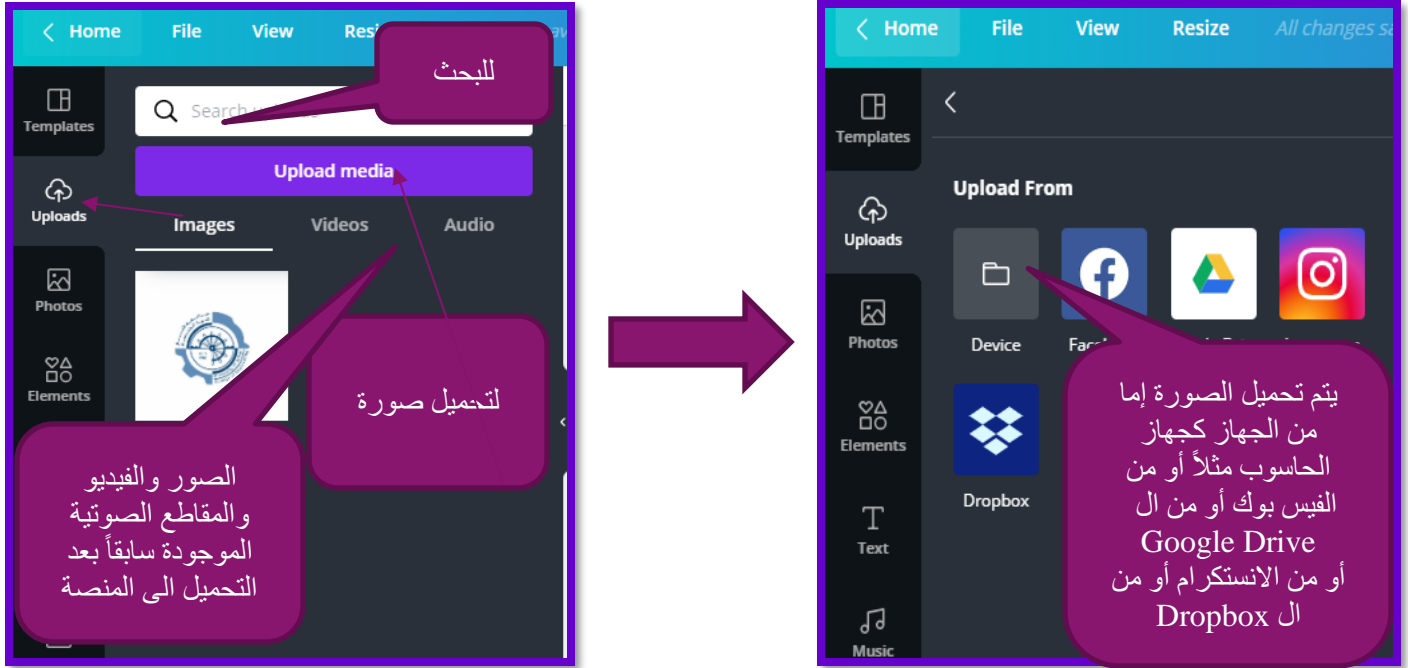 Home File View Res
Templates
Search
للبحث
Upload media
Uploads
Images Videos Audio
Photos
Elements
لتحميل صورة
الصور والفيديو
والمقاطع الصوتية
الموجودة سابقاً بعد
التحميل الى المنصة
Home File View Resize All changes sa
Templates
Upload From
Uploads
Photos
Device
Dropbox
Elements
Text
Music
يتم تحميل الصورة إما
من الجهاز كجهاز
الحاسوب مثلاً أو من
الفيس بوك أو من ال
Google Drive
أو من الانستكرام أو من
ال Dropbox